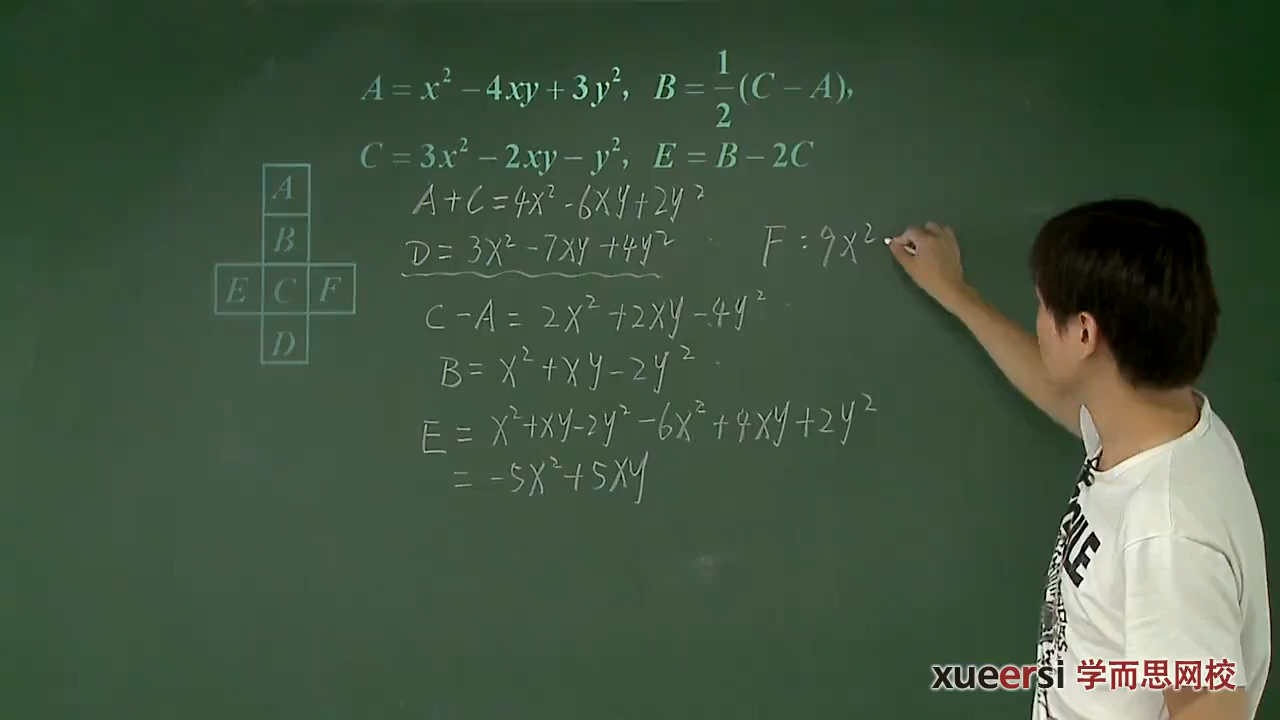 A = x² − 4xy + 3y², B = 1/2 (C − A),
C = 3x² − 2xy − y², E = B − 2C
A
B
E C F
D
A+C=4x²-6xy+2y²
D=3x²-7xy+4y²
C-A=2x²+2xy-4y²
B=x²+xy-2y²
E=x²+xy-2y²-6x²+4xy+2y²
=-5x²+5xy
F=9x²
xueersi 学而思网校